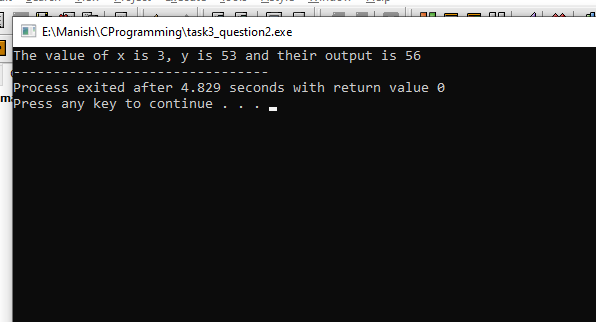 E:\Manish\CProgramming\task3_question2.exe
The value of x is 3, y is 53 and their output is 56
--------------------------------
Process exited after 4.829 seconds with return value 0
Press any key to continue . . .